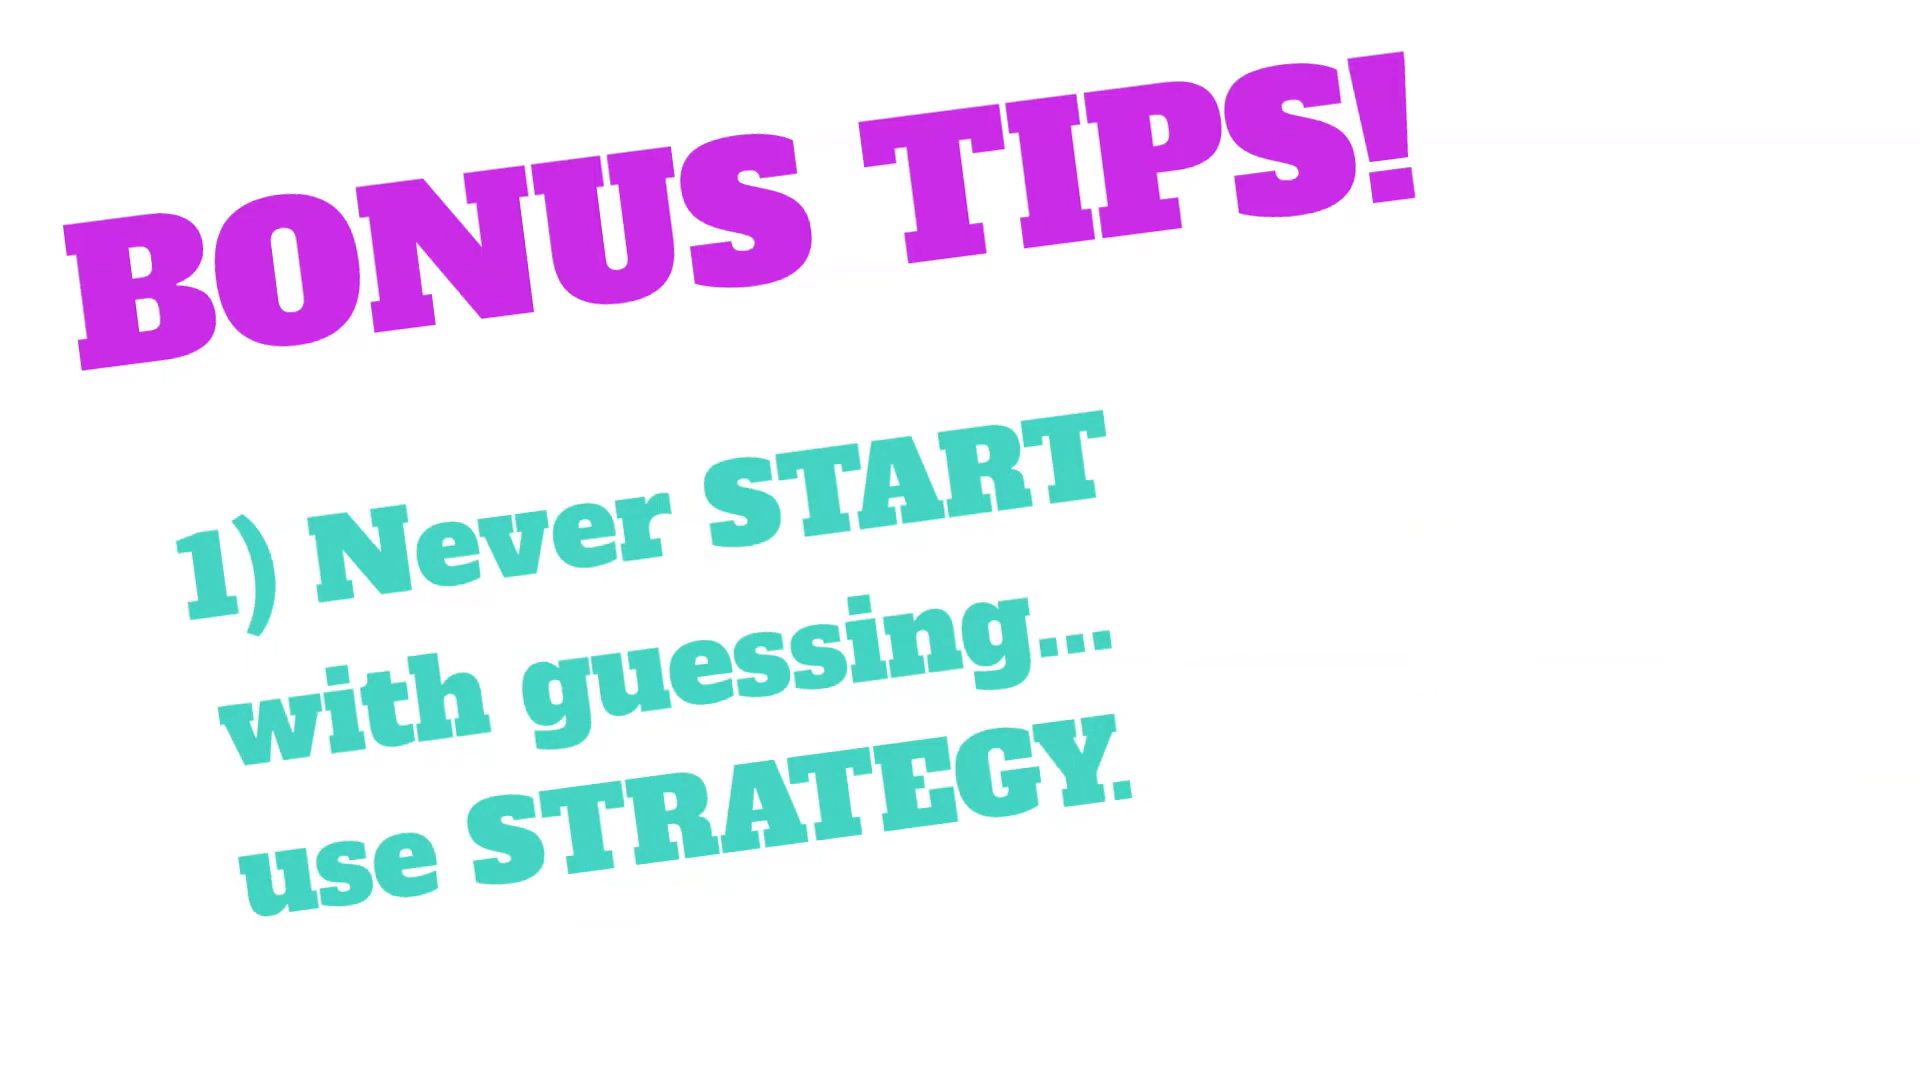 BONUS TIPS!
1) Never START
with guessing...
use STRATEGY.